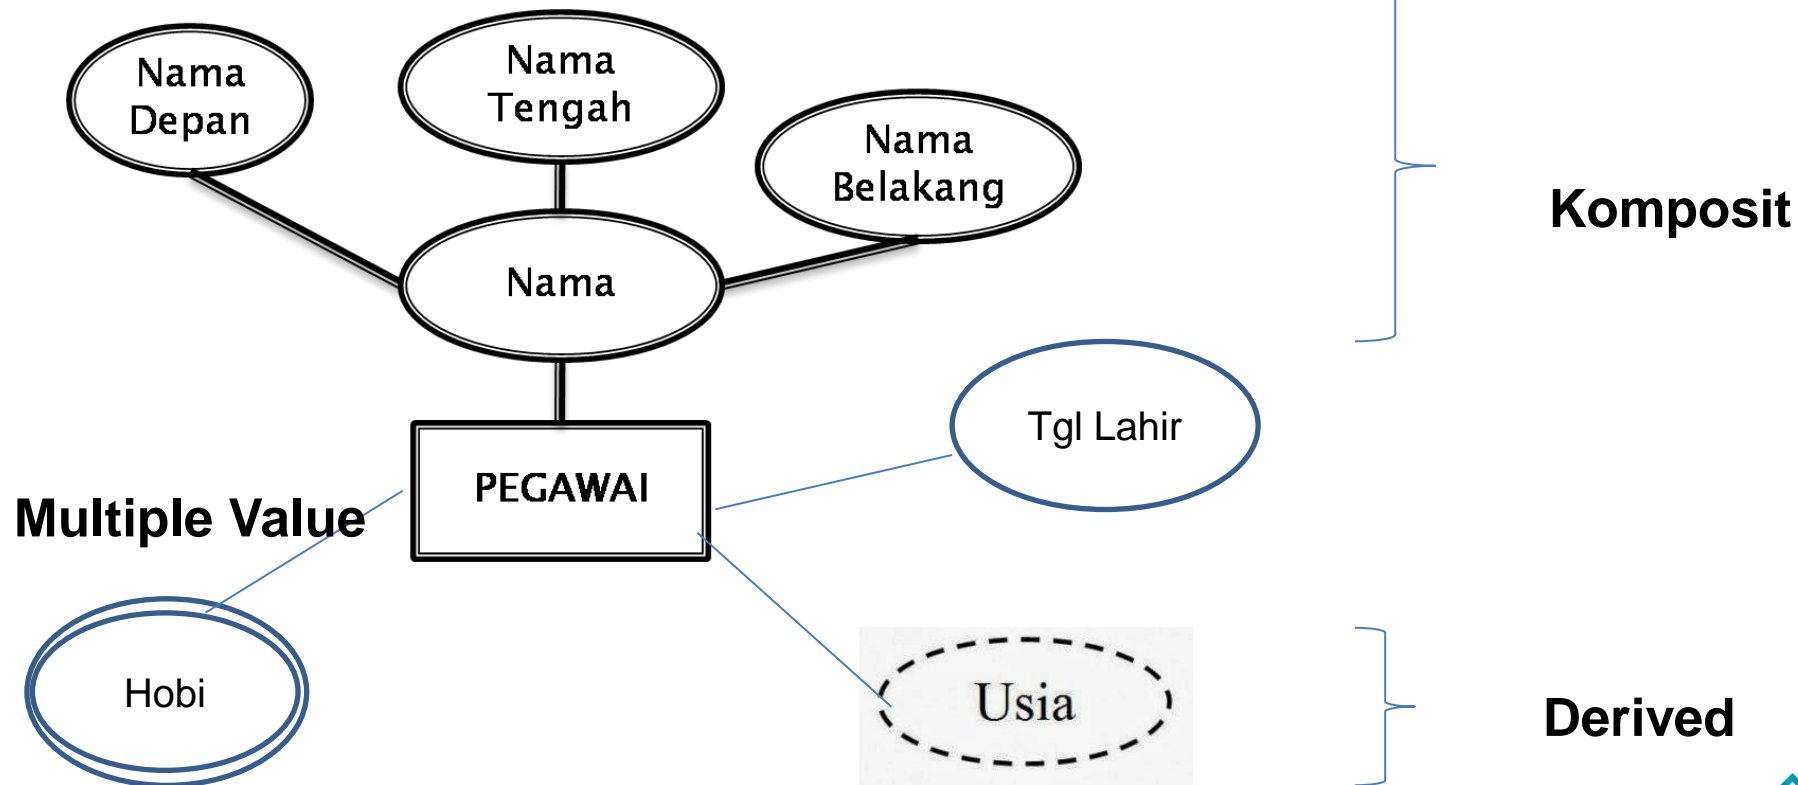 Nama
Depan
Nama
Tengah
Nama
Belakang
Komposit
Nama
Tgl Lahir
PEGAWAI
Multiple Value
Hobi
Usia
Derived